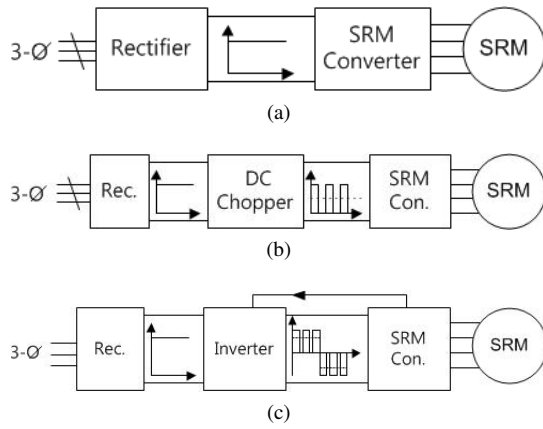 3-Ø
Rectifier
SRM
Converter
SRM
(a)
3-Ø
Rec.
DC
Chopper
SRM
Con.
SRM
(b)
3-Ø
Rec.
Inverter
SRM
Con.
SRM
(c)